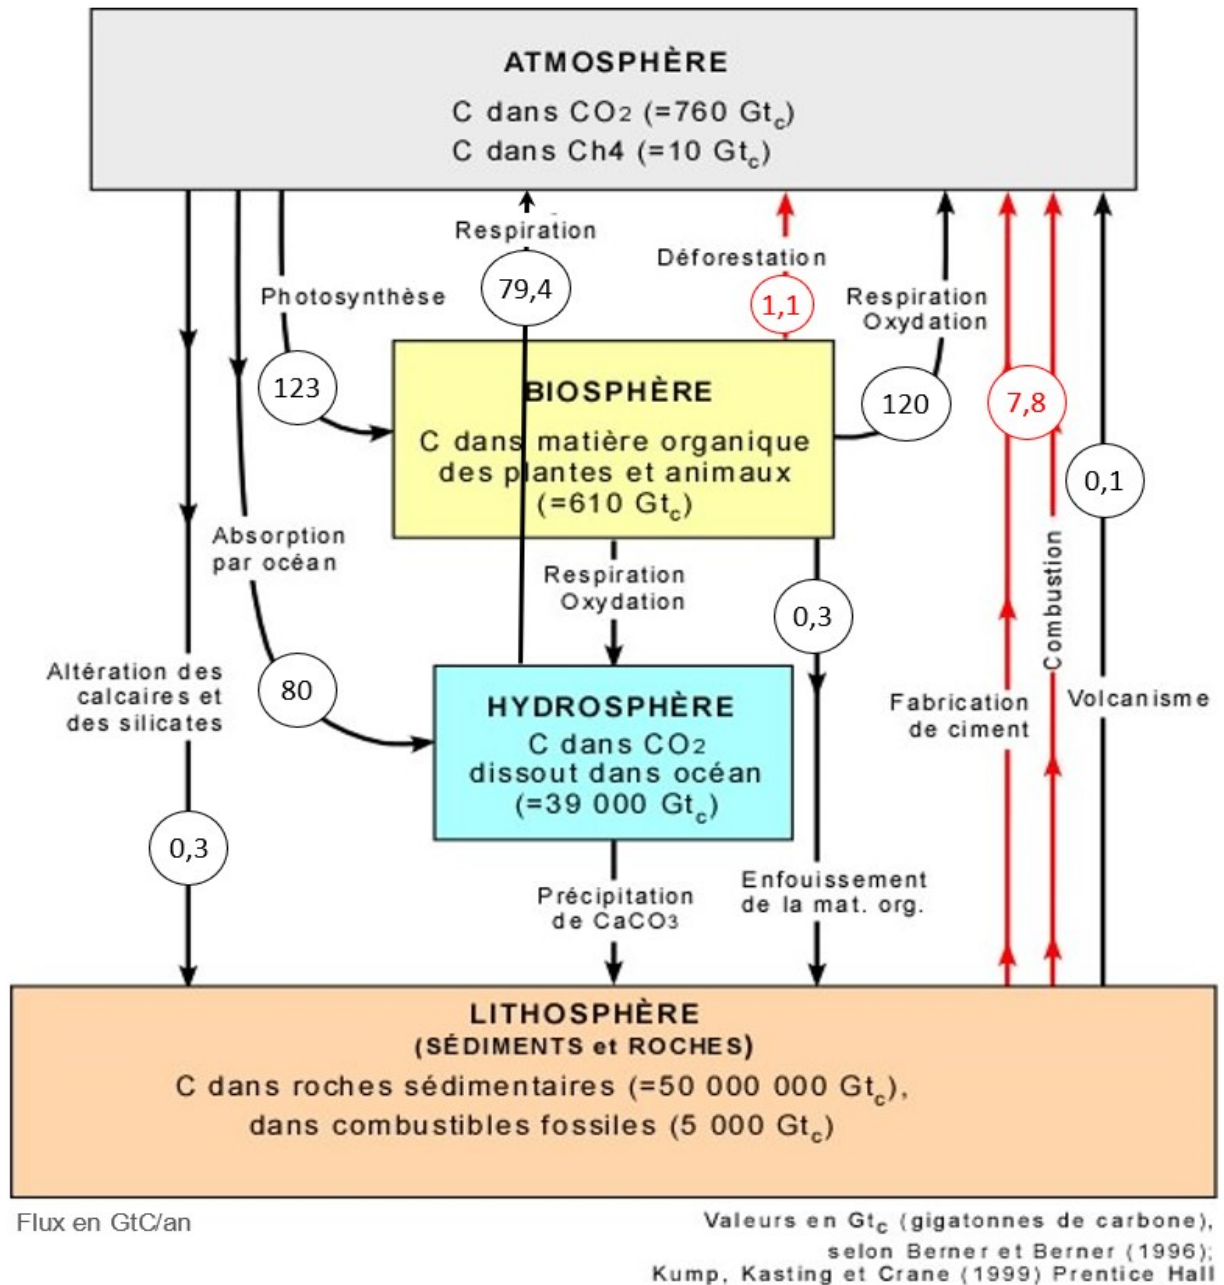 ATMOSPHÈRE
C dans CO2 (=760 Gtc)
C dans Ch4 (=10 Gtc)
Respiration
79,4
Déforestation
1,1
Photosynthèse
123
Respiration
Oxydation
120
7,8
0,1
BIOSPHÈRE
C dans matière organique
des plantes et animaux
(=610 Gtc)
Absorption
par océan
80
Respiration
Oxydation
0,3
Combustion
Altération des
calcaires et
des silicates
0,3
HYDROSPHÈRE
C dans CO2
dissout dans océan
(=39 000 Gtc)
Fabrication
de ciment
Volcanisme
Précipitation
de CaCO3
Enfouissement
de la mat. org.
LITHOSPHÈRE
(SÉDIMENTS et ROCHES)
C dans roches sédimentaires (=50 000 000 Gtc),
dans combustibles fossiles (5 000 Gtc)
Flux en GtC/an
Valeurs en Gtc (gigatonnes de carbone),
selon Berner et Berner (1996);
Kump, Kasting et Crane (1999) Prentice Hall